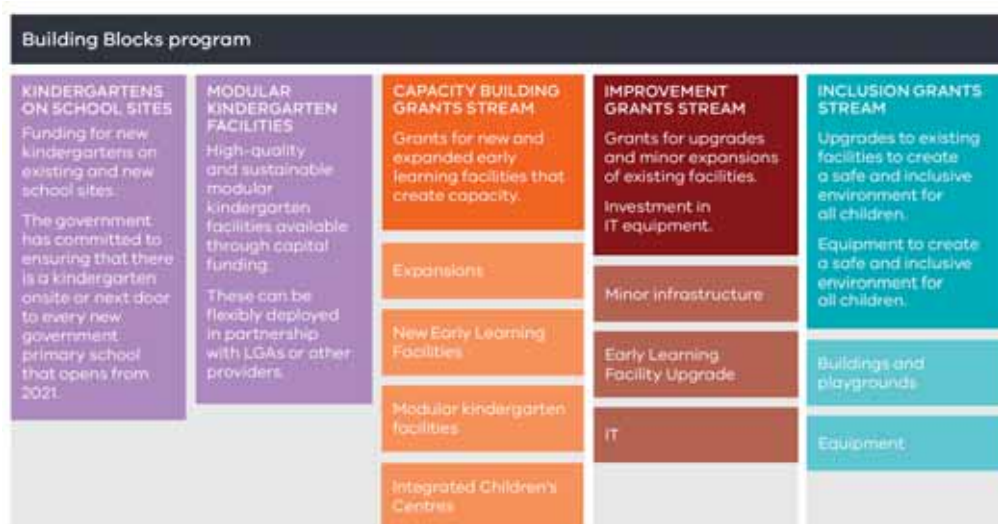 Building Blocks program
KINDERGARTENS
ON SCHOOL SITES
Funding for new
kindergartens on
existing and new
school sites.
The government
has committed to
ensuring that there
is a kindergarten
onsite or next door
to every new
government
primary school
that opens from
2021.
MODULAR
KINDERGARTEN
FACILITIES
High-quality
and sustainable
modular
kindergarten
facilities available
through capital
funding.
These can be
flexibly deployed
in partnership
with LGAs or other
providers.
CAPACITY BUILDING
GRANTS STREAM
Grants for new and
expanded early
learning facilities that
create capacity.
Expansions
New Early Learning
Facilities
Modular kindergarten
facilities
Integrated Children's
Centres
IMPROVEMENT
GRANTS STREAM
Grants for upgrades
and minor expansions
of existing facilities.
Investment in
IT equipment.
Minor infrastructure
Early Learning
Facility Upgrade
IT
INCLUSION GRANTS
STREAM
Upgrades to existing
facilities to create
a safe and inclusive
environment for
all children.
Equipment to create
a safe and inclusive
environment for
all children.
Buildings and
playgrounds
Equipment